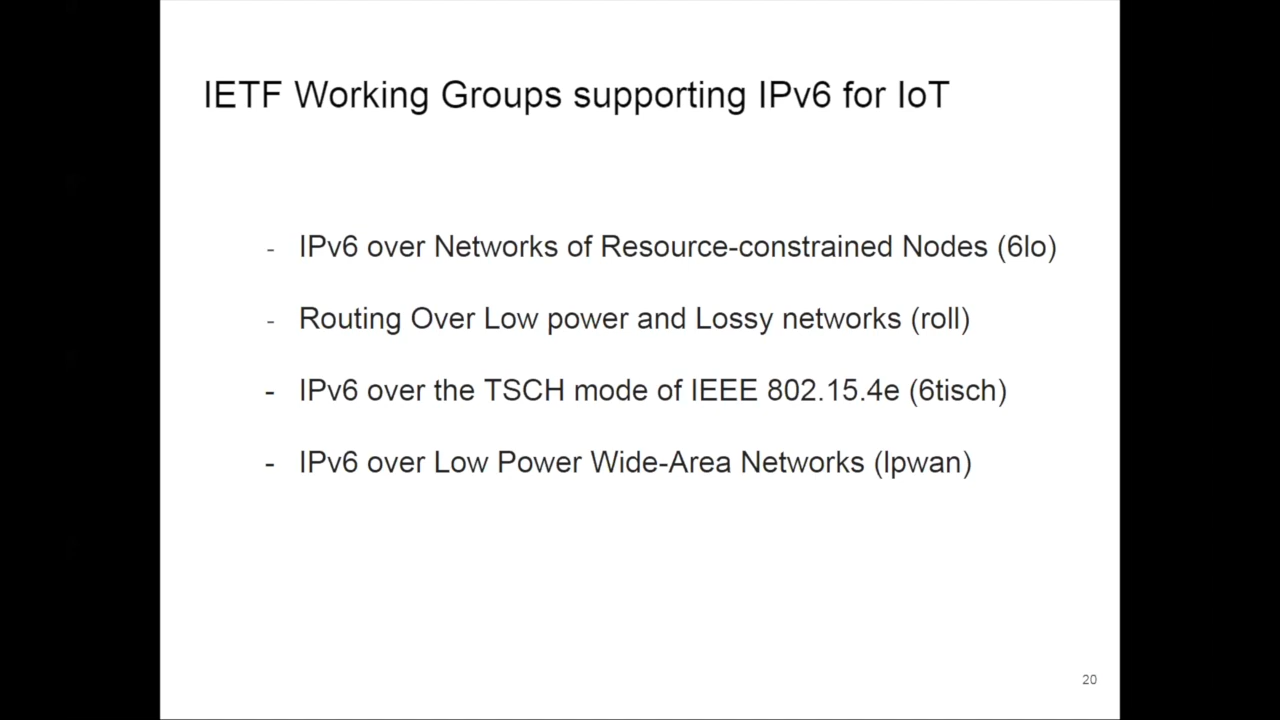 IETF Working Groups supporting IPv6 for IoT
- IPv6 over Networks of Resource-constrained Nodes (6lo)
- Routing Over Low power and Lossy networks (roll)
- IPv6 over the TSCH mode of IEEE 802.15.4e (6tisch)
- IPv6 over Low Power Wide-Area Networks (lpwan)
20